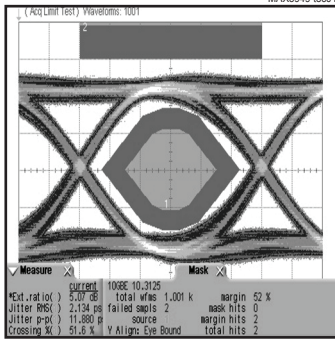 ( Acq Limit Test ) Waveforms: 1001
2
1
Measure
Mask
current 10GBE 10.3125
*Ext.ratio( ) 5.07 dB total wfms 1.001 k margin 52 %
Jitter RMS( ) 2.134 ps failed smpls 2 mask hits 0
Jitter p-p( ) 11.880 p source margin hits 2
Crossing %( ) 51.6 % Y Align: Eye Bound total hits 2